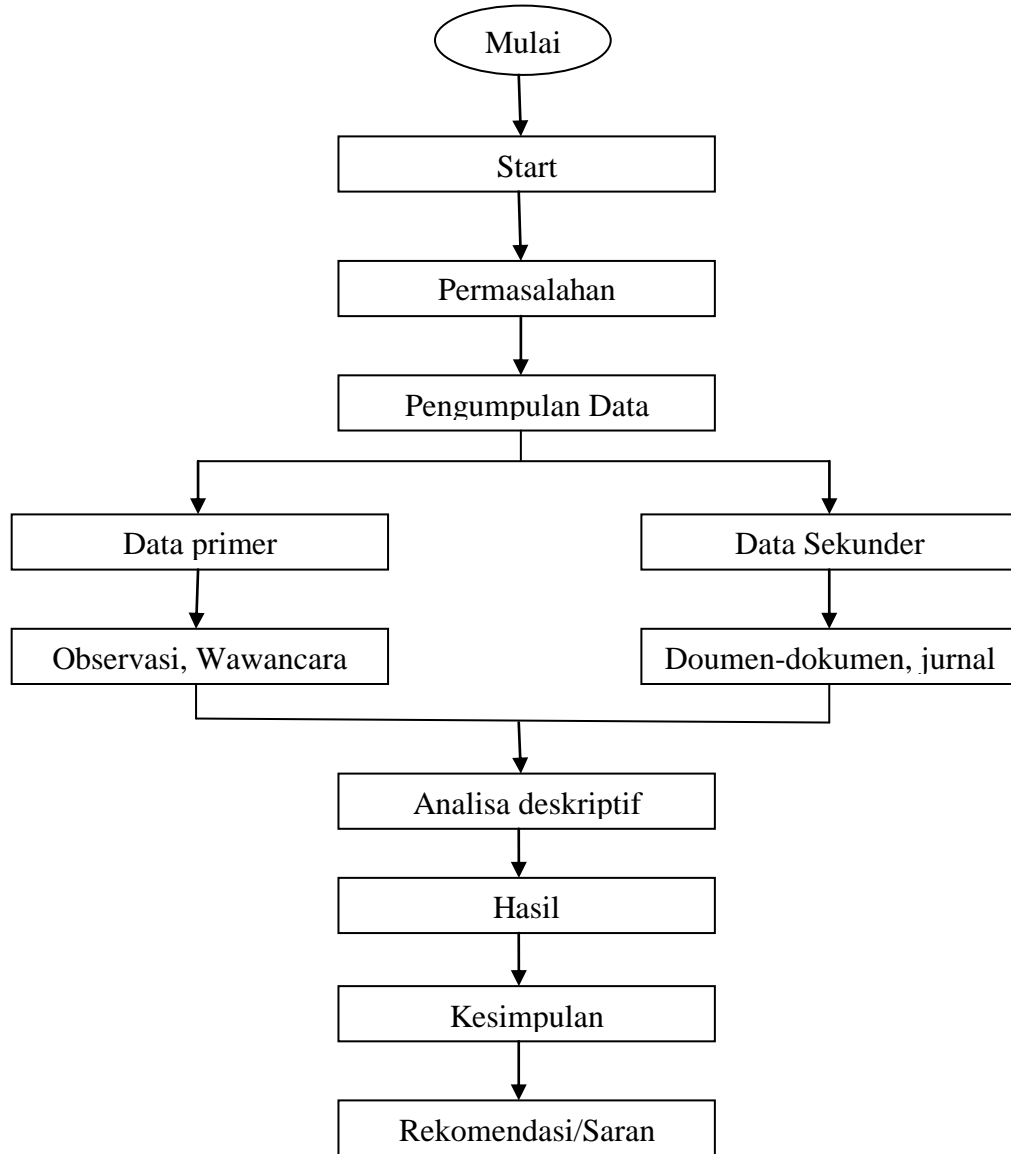 Mulai
Start
Permasalahan
Pengumpulan Data
Data primer
Data Sekunder
Observasi, Wawancara
Doumen-dokumen, jurnal
Analisa deskriptif
Hasil
Kesimpulan
Rekomendasi/Saran